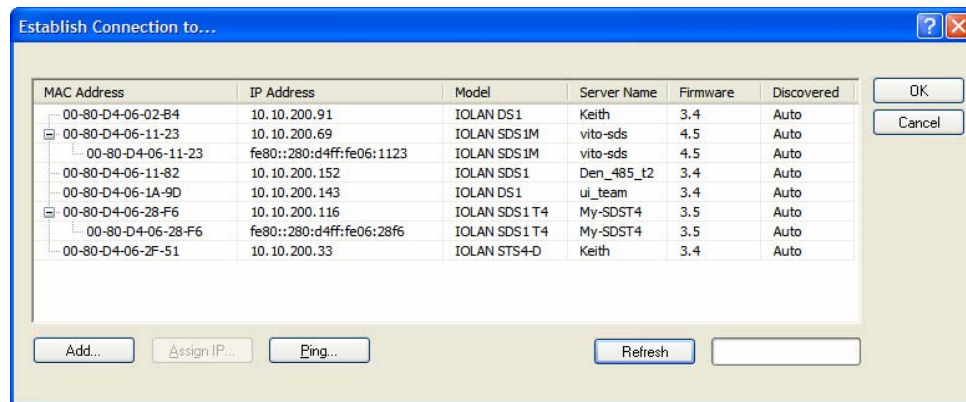 Establish Connection to...
MAC Address IP Address Model Server Name Firmware Discovered
00-80-D4-06-02-B4 10.10.200.91 IOLAN DS1 Keith 3.4 Auto
00-80-D4-06-11-23 10.10.200.69 IOLAN SDS1M vito-sds 4.5 Auto
00-80-D4-06-11-23 fe80::280:d4ff:fe06:1123 IOLAN SDS1M vito-sds 4.5 Auto
00-80-D4-06-11-82 10.10.200.152 IOLAN SDS1 Den_485_t2 3.4 Auto
00-80-D4-06-1A-9D 10.10.200.143 IOLAN DS1 ui_team 3.4 Auto
00-80-D4-06-28-F6 10.10.200.116 IOLAN SDS1 T4 My-SDST4 3.5 Auto
00-80-D4-06-28-F6 fe80::280:d4ff:fe06:28f6 IOLAN SDS1 T4 My-SDST4 3.5 Auto
00-80-D4-06-2F-51 10.10.200.33 IOLAN STS4-D Keith 3.4 Auto
OK
Cancel
Add... Assign IP... Ping... Refresh